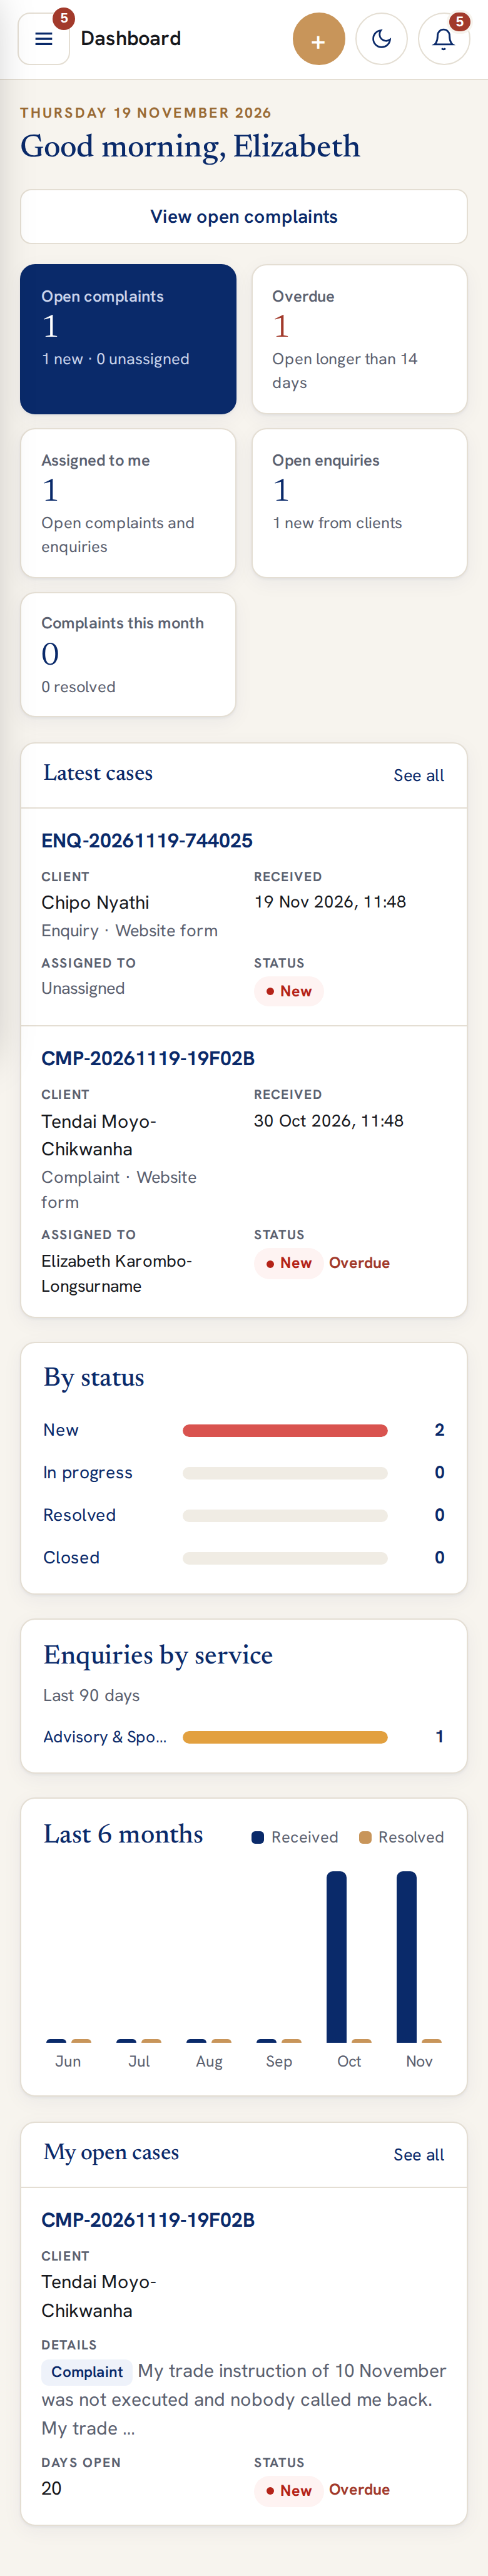 5
Dashboard
+
5
THURSDAY 19 NOVEMBER 2026
Good morning, Elizabeth
View open complaints
Open complaints
1
1 new · 0 unassigned
Overdue
1
Open longer than 14
days
Assigned to me
1
Open complaints and
enquiries
Open enquiries
1
1 new from clients
Complaints this month
0
0 resolved
Latest cases
See all
ENQ-20261119-744025
CLIENT
Chipo Nyathi
Enquiry · Website form
RECEIVED
19 Nov 2026, 11:48
ASSIGNED TO
Unassigned
STATUS
New
CMP-20261119-19F02B
CLIENT
Tendai Moyo-
Chikwanha
Complaint · Website
form
RECEIVED
30 Oct 2026, 11:48
ASSIGNED TO
Elizabeth Karombo-
Longsurname
STATUS
New Overdue
By status
New 2
In progress 0
Resolved 0
Closed 0
Enquiries by service
Last 90 days
Advisory & Spo... 1
Last 6 months
Received Resolved
Jun Jul Aug Sep Oct Nov
My open cases
See all
CMP-20261119-19F02B
CLIENT
Tendai Moyo-
Chikwanha
DETAILS
Complaint My trade instruction of 10 November
was not executed and nobody called me back.
My trade ...
DAYS OPEN
20
STATUS
New Overdue